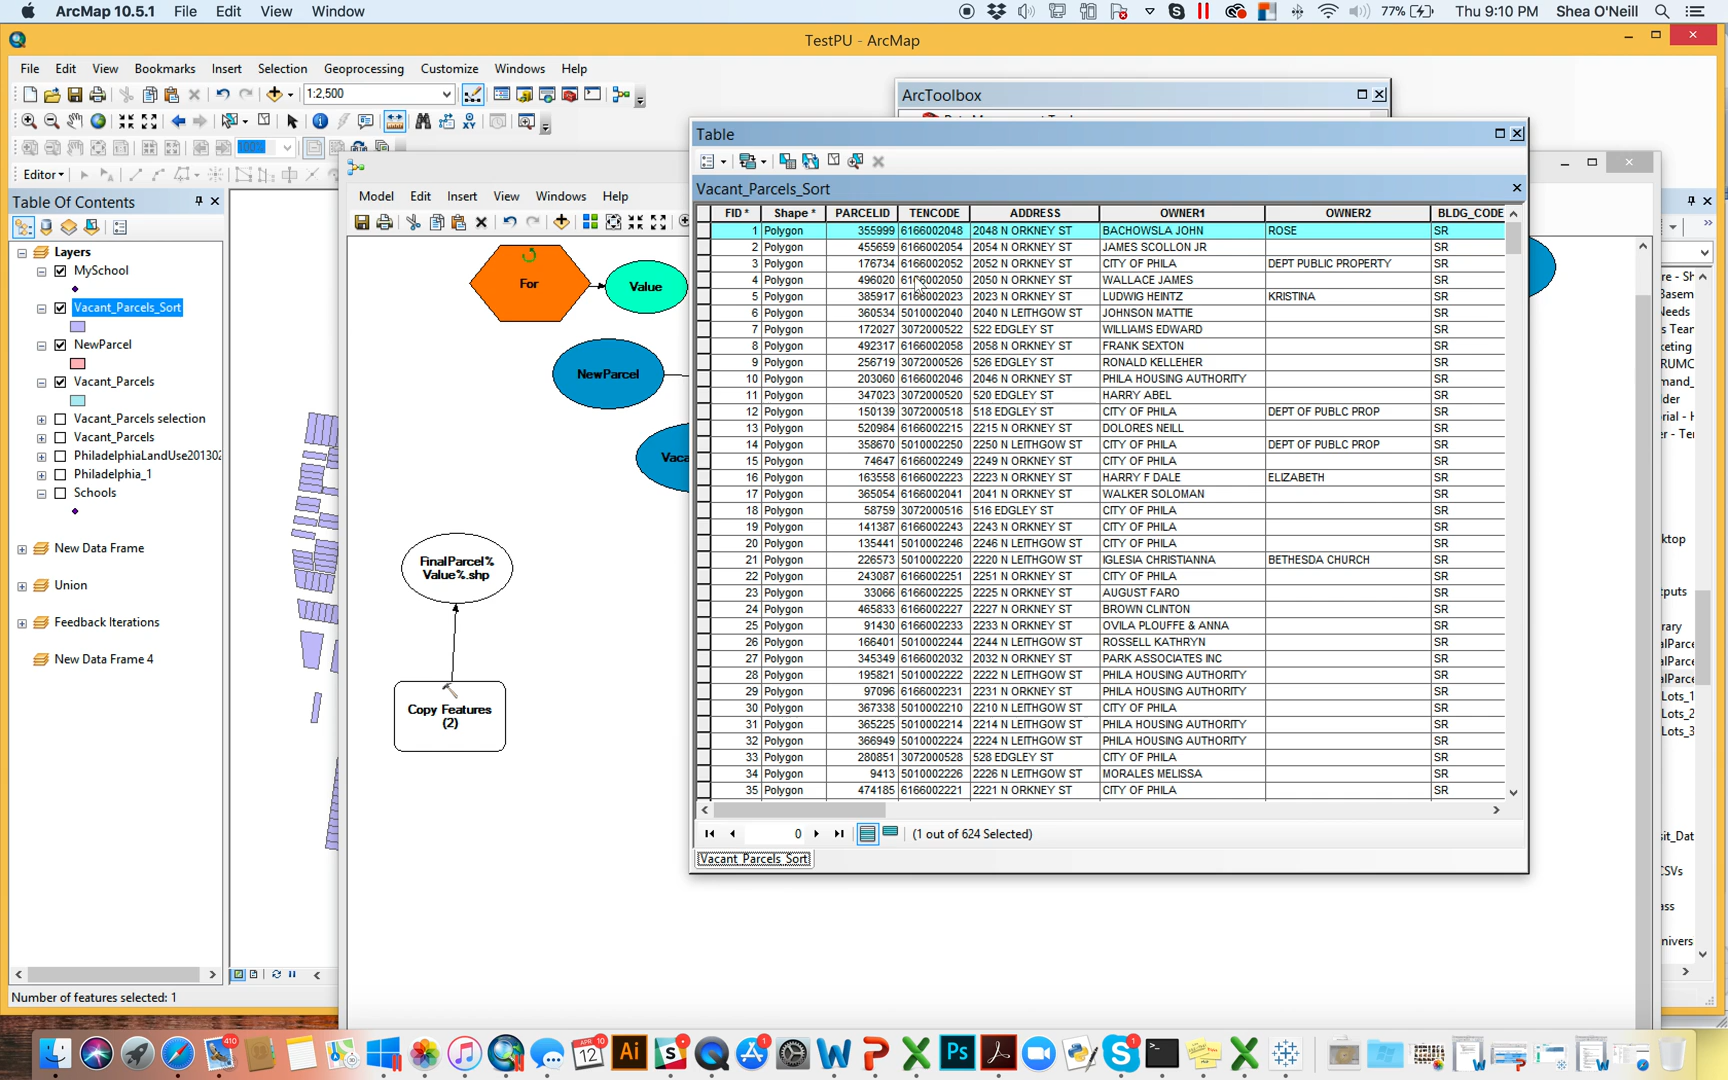 ArcMap 10.5.1 File Edit View Window 77% Thu 9:10 PM Shea O'Neill
TestPU - ArcMap
File Edit View Bookmarks Insert Selection Geoprocessing Customize Windows Help
1:2,500
ArcToolbox
100%
Editor
Table
Table Of Contents
Model Edit Insert View Windows Help
Vacant_Parcels_Sort
FID * Shape * PARCELID TENCODE ADDRESS OWNER1 OWNER2 BLDG_CODE
1 Polygon 355999 6166002048 2048 N ORKNEY ST BACHOWSLA JOHN ROSE SR
2 Polygon 455659 6166002054 2054 N ORKNEY ST JAMES SCOLLON JR SR
3 Polygon 176734 6166002052 2052 N ORKNEY ST CITY OF PHILA DEPT PUBLIC PROPERTY SR
4 Polygon 496020 6166002050 2050 N ORKNEY ST WALLACE JAMES SR
5 Polygon 385917 6166002023 2023 N ORKNEY ST LUDWIG HEINTZ KRISTINA SR
6 Polygon 360534 5010002040 2040 N LEITHGOW ST JOHNSON MATTIE SR
7 Polygon 172027 3072000522 522 EDGLEY ST WILLIAMS EDWARD SR
8 Polygon 492317 6166002058 2058 N ORKNEY ST FRANK SEXTON SR
9 Polygon 256719 3072000526 526 EDGLEY ST RONALD KELLEHER SR
10 Polygon 203060 6166002046 2046 N ORKNEY ST PHILA HOUSING AUTHORITY SR
11 Polygon 347023 3072000520 520 EDGLEY ST HARRY ABEL SR
12 Polygon 150139 3072000518 518 EDGLEY ST CITY OF PHILA DEPT OF PUBLC PROP SR
13 Polygon 520984 6166002215 2215 N ORKNEY ST DOLORES NEILL SR
14 Polygon 358670 5010002250 2250 N LEITHGOW ST CITY OF PHILA DEPT OF PUBLC PROP SR
15 Polygon 74647 6166002249 2249 N ORKNEY ST CITY OF PHILA SR
16 Polygon 163558 6166002223 2223 N ORKNEY ST HARRY F DALE ELIZABETH SR
17 Polygon 365054 6166002041 2041 N ORKNEY ST WALKER SOLOMAN SR
18 Polygon 58759 3072000516 516 EDGLEY ST CITY OF PHILA SR
19 Polygon 141387 6166002243 2243 N ORKNEY ST CITY OF PHILA SR
20 Polygon 135441 5010002246 2246 N LEITHGOW ST CITY OF PHILA SR
21 Polygon 226573 5010002220 2220 N LEITHGOW ST IGLESIA CHRISTIANNA BETHESDA CHURCH SR
22 Polygon 243087 6166002251 2251 N ORKNEY ST CITY OF PHILA SR
23 Polygon 33066 6166002225 2225 N ORKNEY ST AUGUST FARO SR
24 Polygon 465833 6166002227 2227 N ORKNEY ST BROWN CLINTON SR
25 Polygon 91430 6166002233 2233 N ORKNEY ST OVILA PLOUFFE & ANNA SR
26 Polygon 166401 5010002244 2244 N LEITHGOW ST ROSSELL KATHRYN SR
27 Polygon 345349 6166002032 2032 N ORKNEY ST PARK ASSOCIATES INC SR
28 Polygon 195821 5010002222 2222 N LEITHGOW ST PHILA HOUSING AUTHORITY SR
29 Polygon 97096 6166002231 2231 N ORKNEY ST PHILA HOUSING AUTHORITY SR
30 Polygon 367338 5010002210 2210 N LEITHGOW ST CITY OF PHILA SR
31 Polygon 365225 5010002214 2214 N LEITHGOW ST PHILA HOUSING AUTHORITY SR
32 Polygon 366949 5010002224 2224 N LEITHGOW ST PHILA HOUSING AUTHORITY SR
33 Polygon 280851 3072000528 528 EDGLEY ST CITY OF PHILA SR
34 Polygon 9413 5010002226 2226 N LEITHGOW ST MORALES MELISSA SR
35 Polygon 474185 6166002221 2221 N ORKNEY ST CITY OF PHILA SR
0 (1 out of 624 Selected)
Vacant_Parcels_Sort
Layers
MySchool
Vacant_Parcels_Sort
NewParcel
Vacant_Parcels
Vacant_Parcels selection
Vacant_Parcels
PhiladelphiaLandUse20130
Philadelphia_1
Schools
New Data Frame
Union
Feedback Iterations
New Data Frame 4
For
Value
NewParcel
Vaca
FinalParcel%
Value%.shp
Copy Features
(2)
Number of features selected: 1
410
12